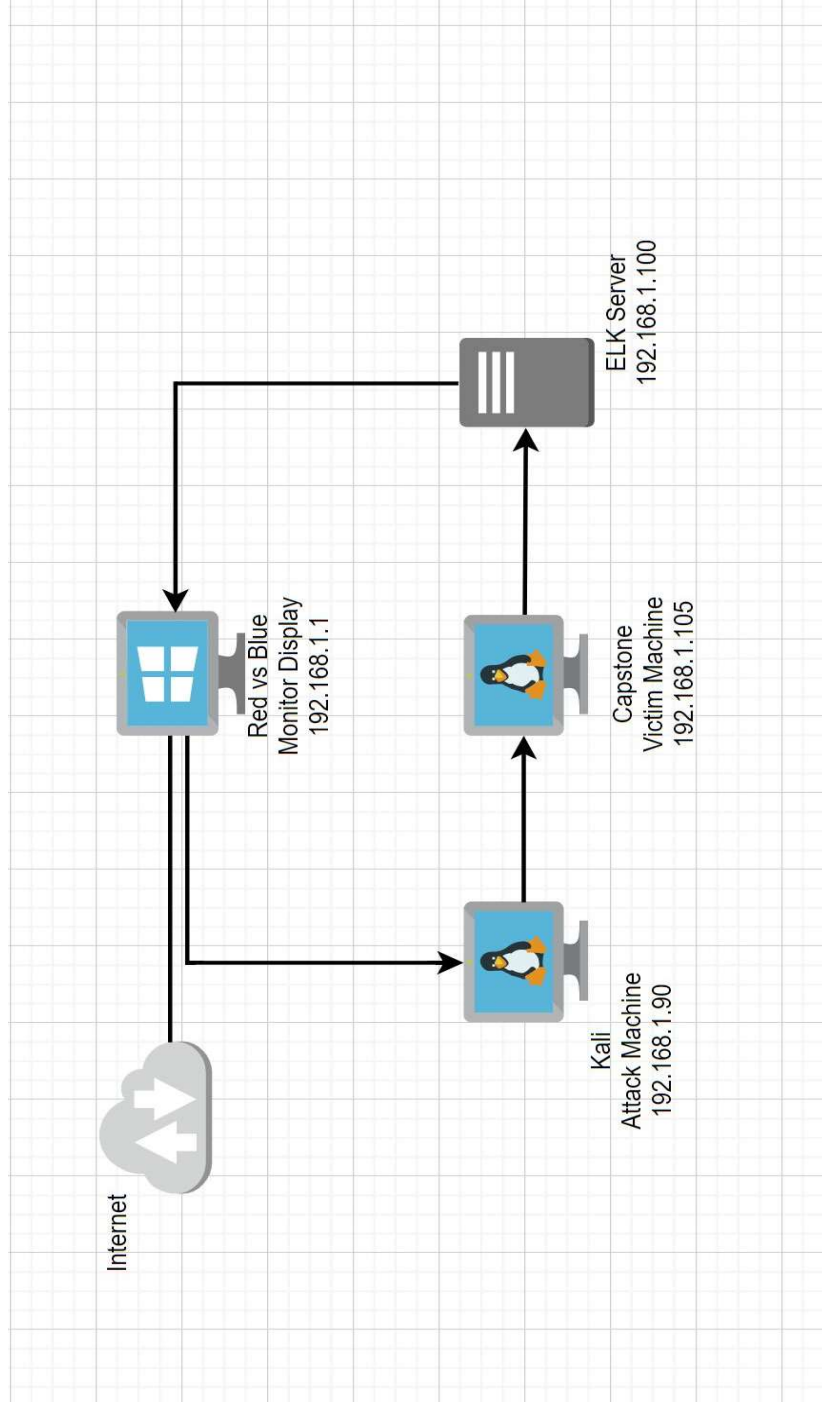 Internet
Red vs Blue
Monitor Display
192.168.1.1
Kali
Attack Machine
192.168.1.90
Capstone
Victim Machine
192.168.1.105
ELK Server
192.168.1.100